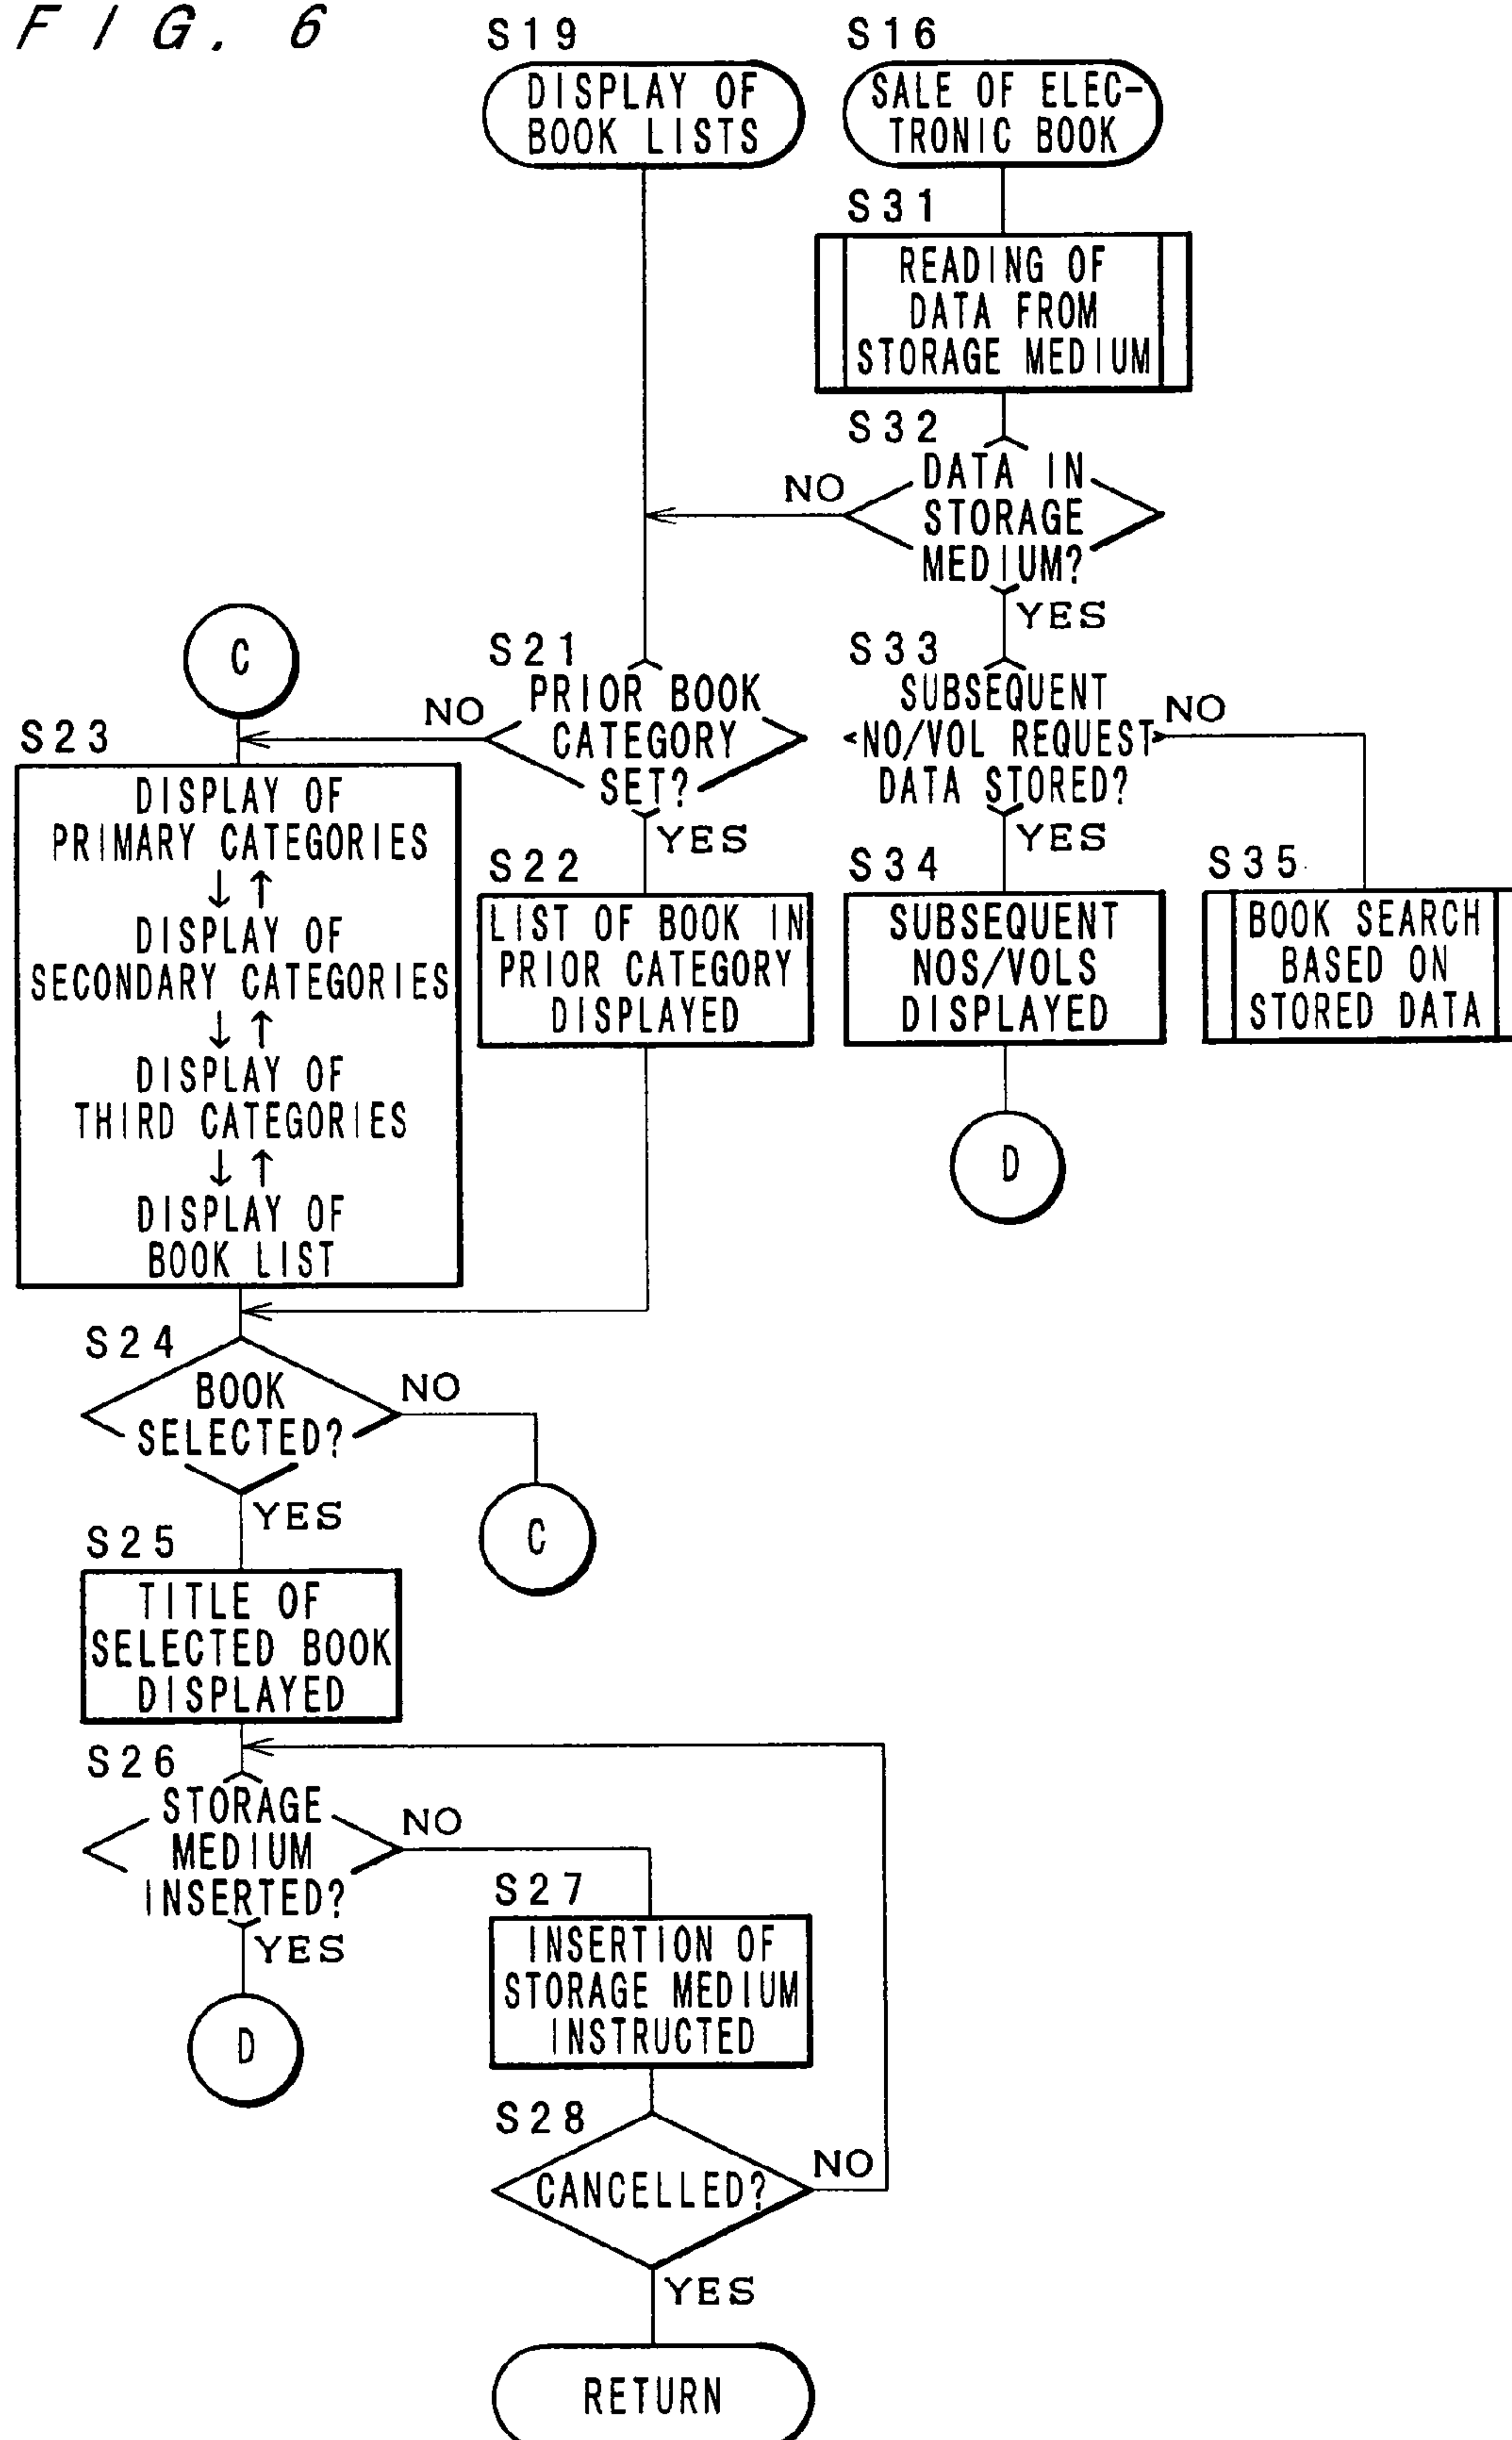 FIG. 6
S19
DISPLAY OF
BOOK LISTS
S16
SALE OF ELEC-
TRONIC BOOK
S31
READING OF
DATA FROM
STORAGE MEDIUM
S32
DATA IN
STORAGE
MEDIUM?
NO
YES
C
S21
PRIOR BOOK
CATEGORY
SET?
NO
YES
S33
SUBSEQUENT
NO/VOL REQUEST
DATA STORED?
NO
YES
S23
DISPLAY OF
PRIMARY CATEGORIES
↓ ↑
DISPLAY OF
SECONDARY CATEGORIES
↓ ↑
DISPLAY OF
THIRD CATEGORIES
↓ ↑
DISPLAY OF
BOOK LIST
S22
LIST OF BOOK IN
PRIOR CATEGORY
DISPLAYED
S34
SUBSEQUENT
NOS/VOLS
DISPLAYED
S35
BOOK SEARCH
BASED ON
STORED DATA
D
S24
BOOK
SELECTED?
NO
YES
C
S25
TITLE OF
SELECTED BOOK
DISPLAYED
S26
STORAGE
MEDIUM
INSERTED?
NO
YES
D
S27
INSERTION OF
STORAGE MEDIUM
INSTRUCTED
S28
CANCELLED?
NO
YES
RETURN